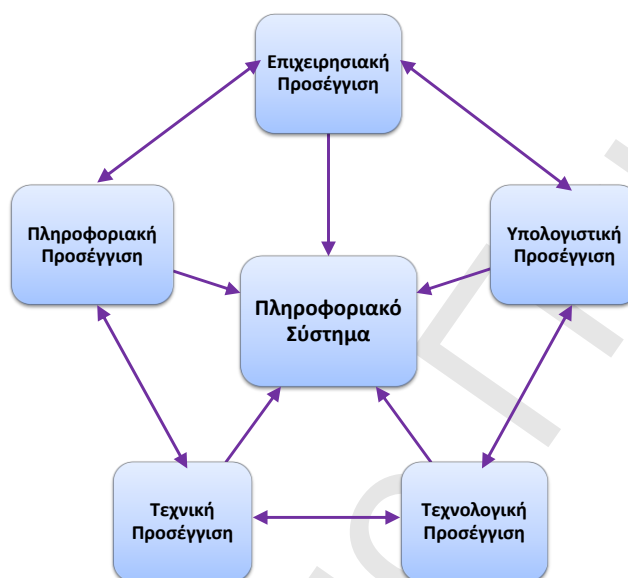 Επιχειρησιακή
Προσέγγιση
Πληροφοριακή
Προσέγγιση
Υπολογιστική
Προσέγγιση
Πληροφοριακό
Σύστημα
Τεχνική
Προσέγγιση
Τεχνολογική
Προσέγγιση